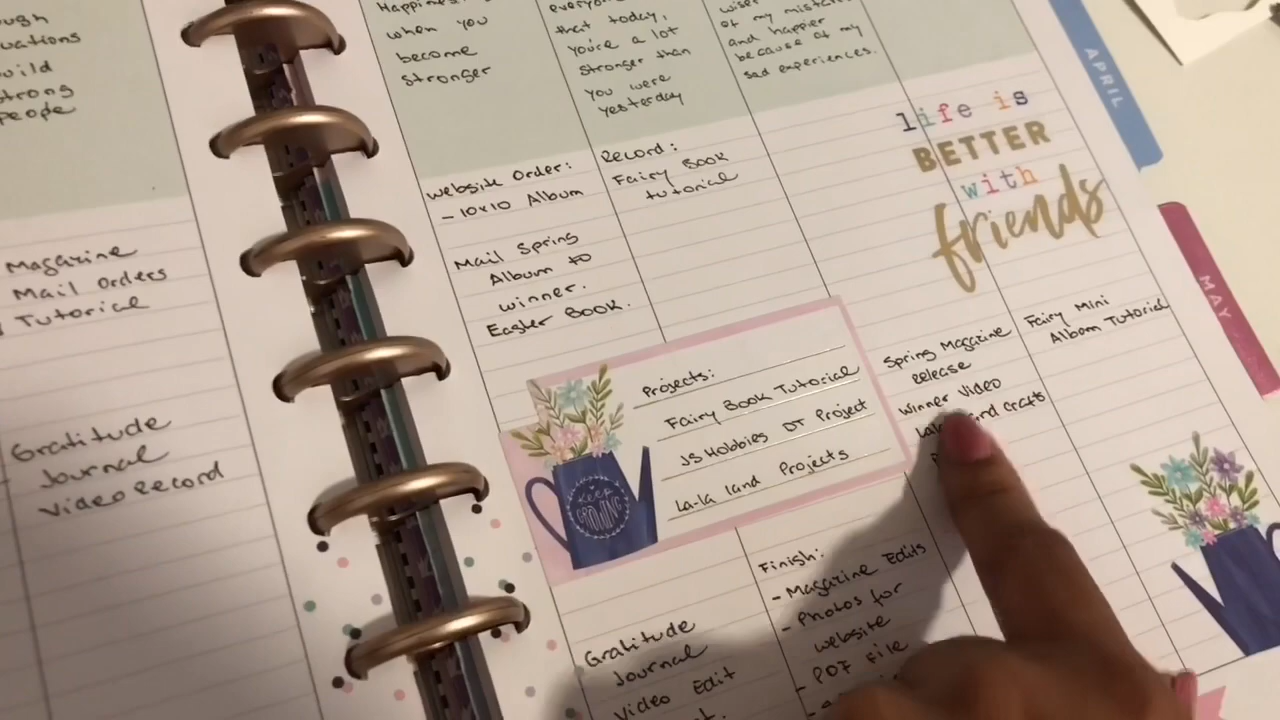 ough
uations
strong
people
Magazine
Mail Orders
Tutorial
Gratitude
Journal
Video Record
Happiness
when you
become
stronger
Website Order:
- 10x10 Album
Mail Spring
Album to
winner.
Easter Book.
everyone
that today,
you're a lot
stronger than
you were
yesterday
Record:
Fairy Book
tutorial
wiser
of my mistakes
and happier
because of my
sad experiences.
life is
BETTER
with
friends
Projects:
Fairy Book Tutorial
JS Hobbies DT Project
La-la land Projects
KEEP
GROWING
Spring Magazine
Release
Winner Video
and Crafts
Fairy Mini
Album Tutorial
Gratitude
Journal
Video Edit
Finish:
- Magazine Edits
- Photos for
website
- PDF File
APRIL
MAY